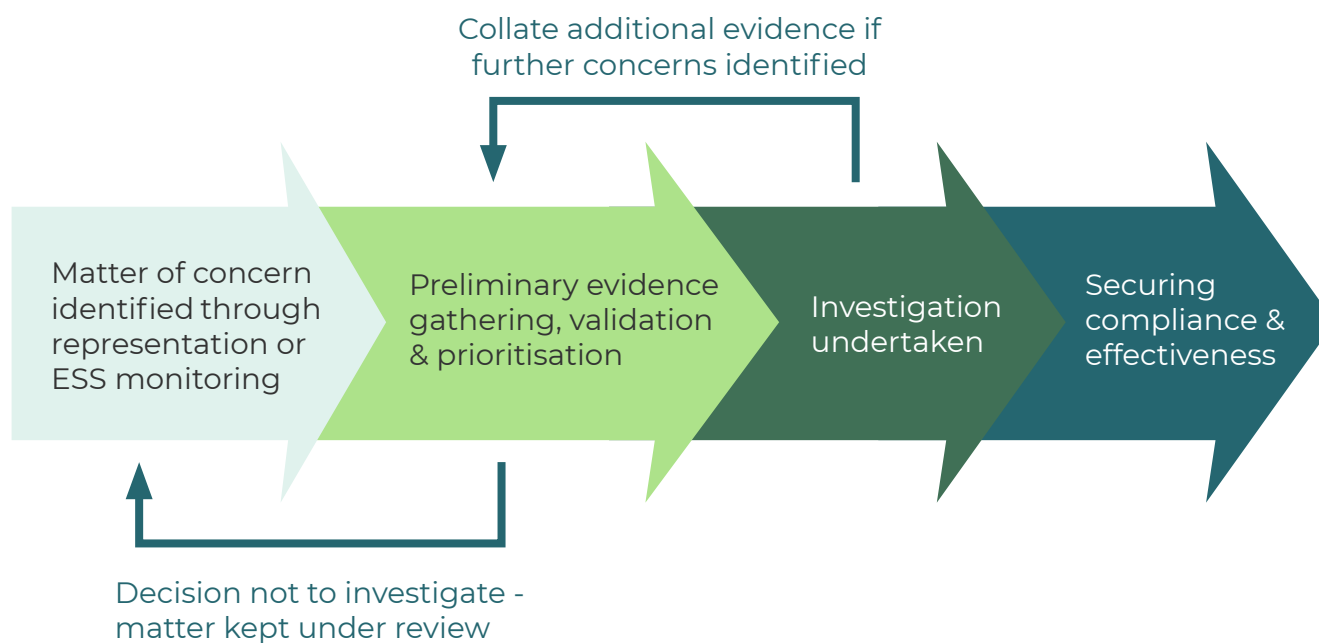 Collate additional evidence if
further concerns identified
Matter of concern
identified through
representation or
ESS monitoring
Preliminary evidence
gathering, validation
& prioritisation
Investigation
undertaken
Securing
compliance &
effectiveness
Decision not to investigate -
matter kept under review